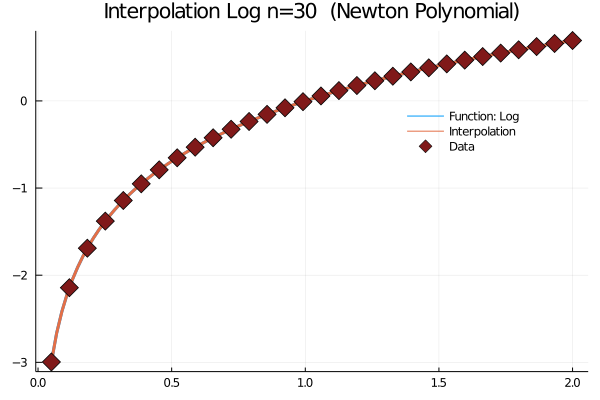 Interpolation Log n=30 (Newton Polynomial)
0
Function: Log
Interpolation
Data
−1
−2
−3
0.0 0.5 1.0 1.5 2.0